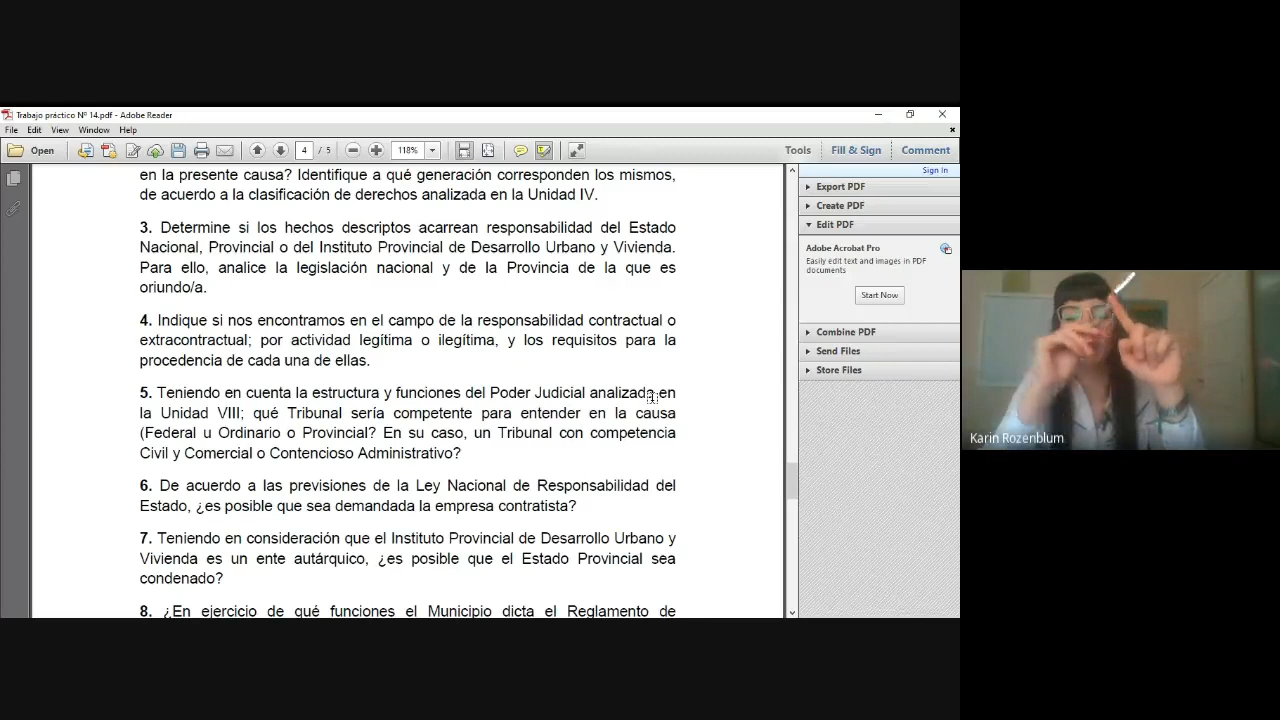 Trabajo práctico Nº 14.pdf - Adobe Reader
File Edit View Window Help
Open 4 / 5 118% Tools Fill & Sign Comment
Sign In
Export PDF
Create PDF
Edit PDF
Adobe Acrobat Pro
Easily edit text and images in PDF
documents
Start Now
Combine PDF
Send Files
Store Files
en la presente causa? Identifique a qué generación corresponden los mismos,
de acuerdo a la clasificación de derechos analizada en la Unidad IV.
3. Determine si los hechos descriptos acarrean responsabilidad del Estado
Nacional, Provincial o del Instituto Provincial de Desarrollo Urbano y Vivienda.
Para ello, analice la legislación nacional y de la Provincia de la que es
oriundo/a.
4. Indique si nos encontramos en el campo de la responsabilidad contractual o
extracontractual; por actividad legítima o ilegítima, y los requisitos para la
procedencia de cada una de ellas.
5. Teniendo en cuenta la estructura y funciones del Poder Judicial analizada en
la Unidad VIII; qué Tribunal sería competente para entender en la causa
(Federal u Ordinario o Provincial? En su caso, un Tribunal con competencia
Civil y Comercial o Contencioso Administrativo?
6. De acuerdo a las previsiones de la Ley Nacional de Responsabilidad del
Estado, ¿es posible que sea demandada la empresa contratista?
7. Teniendo en consideración que el Instituto Provincial de Desarrollo Urbano y
Vivienda es un ente autárquico, ¿es posible que el Estado Provincial sea
condenado?
8. ¿En ejercicio de qué funciones el Municipio dicta el Reglamento de
Karin Rozenblum